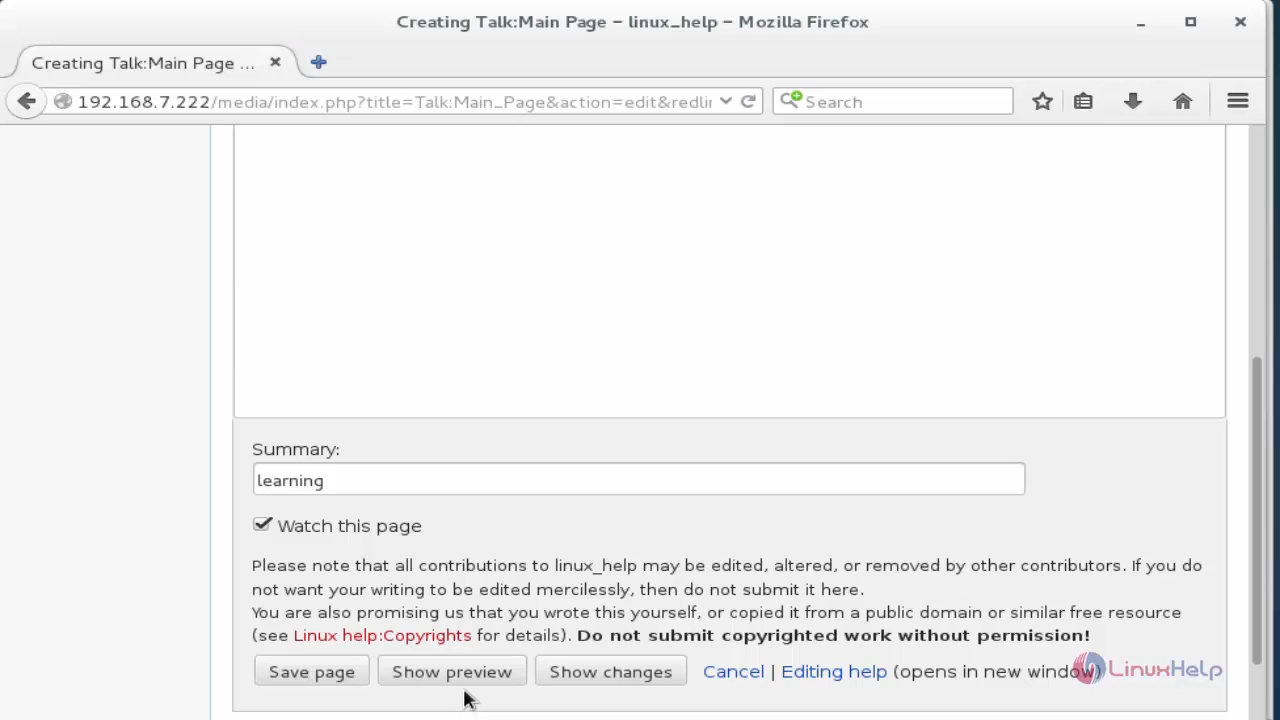 Creating Talk:Main Page – linux_help – Mozilla Firefox
Creating Talk:Main Page ...
192.168.7.222/media/index.php?title=Talk:Main_Page&action=edit&redli
Search
Summary:
learning
Watch this page
Please note that all contributions to linux_help may be edited, altered, or removed by other contributors. If you do
not want your writing to be edited mercilessly, then do not submit it here.
You are also promising us that you wrote this yourself, or copied it from a public domain or similar free resource
(see Linux help:Copyrights for details). Do not submit copyrighted work without permission!
Save page Show preview Show changes Cancel | Editing help (opens in new window)
LinuxHelp